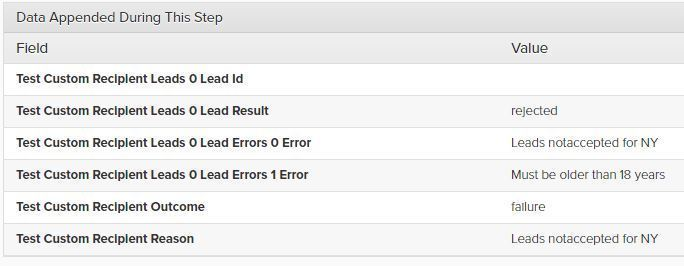 Data Appended During This Step
Field Value
Test Custom Recipient Leads 0 Lead Id
Test Custom Recipient Leads 0 Lead Result rejected
Test Custom Recipient Leads 0 Lead Errors 0 Error Leads notaccepted for NY
Test Custom Recipient Leads 0 Lead Errors 1 Error Must be older than 18 years
Test Custom Recipient Outcome failure
Test Custom Recipient Reason Leads notaccepted for NY